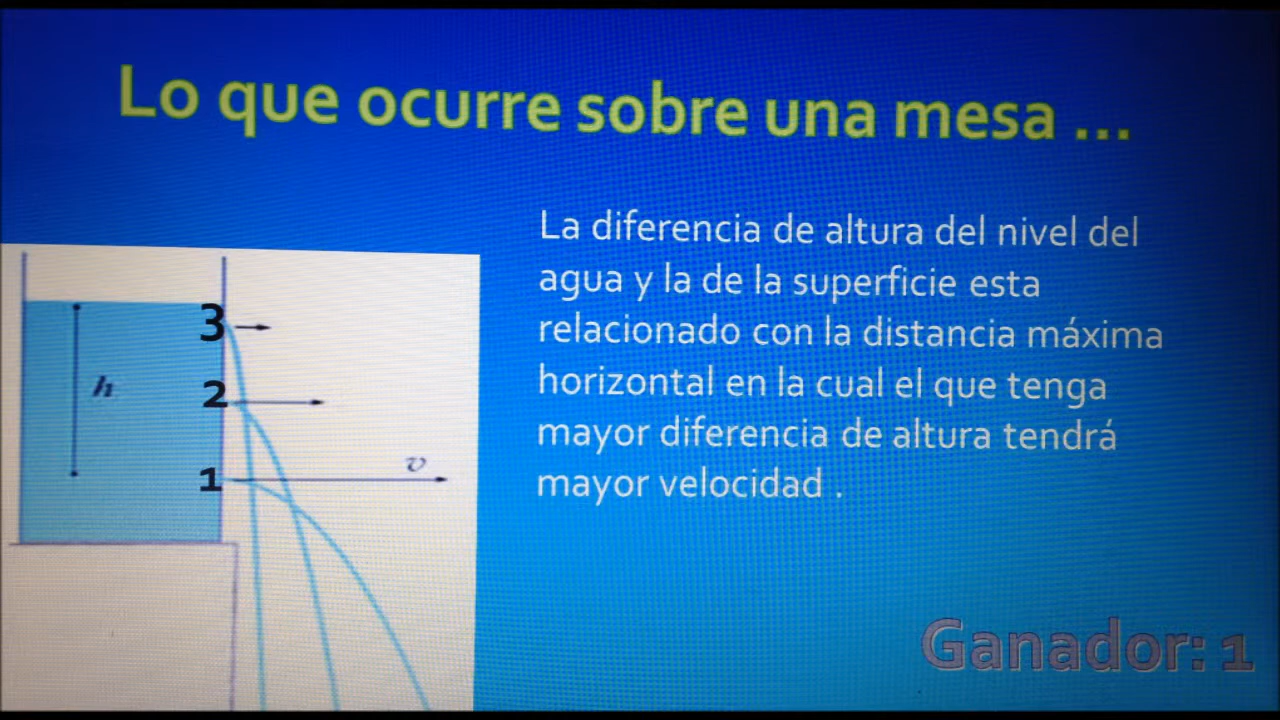 Lo que ocurre sobre una mesa ...
La diferencia de altura del nivel del
agua y la de la superficie esta
relacionado con la distancia máxima
horizontal en la cual el que tenga
mayor diferencia de altura tendrá
mayor velocidad .
3
h
2
v
1
Ganador: 1